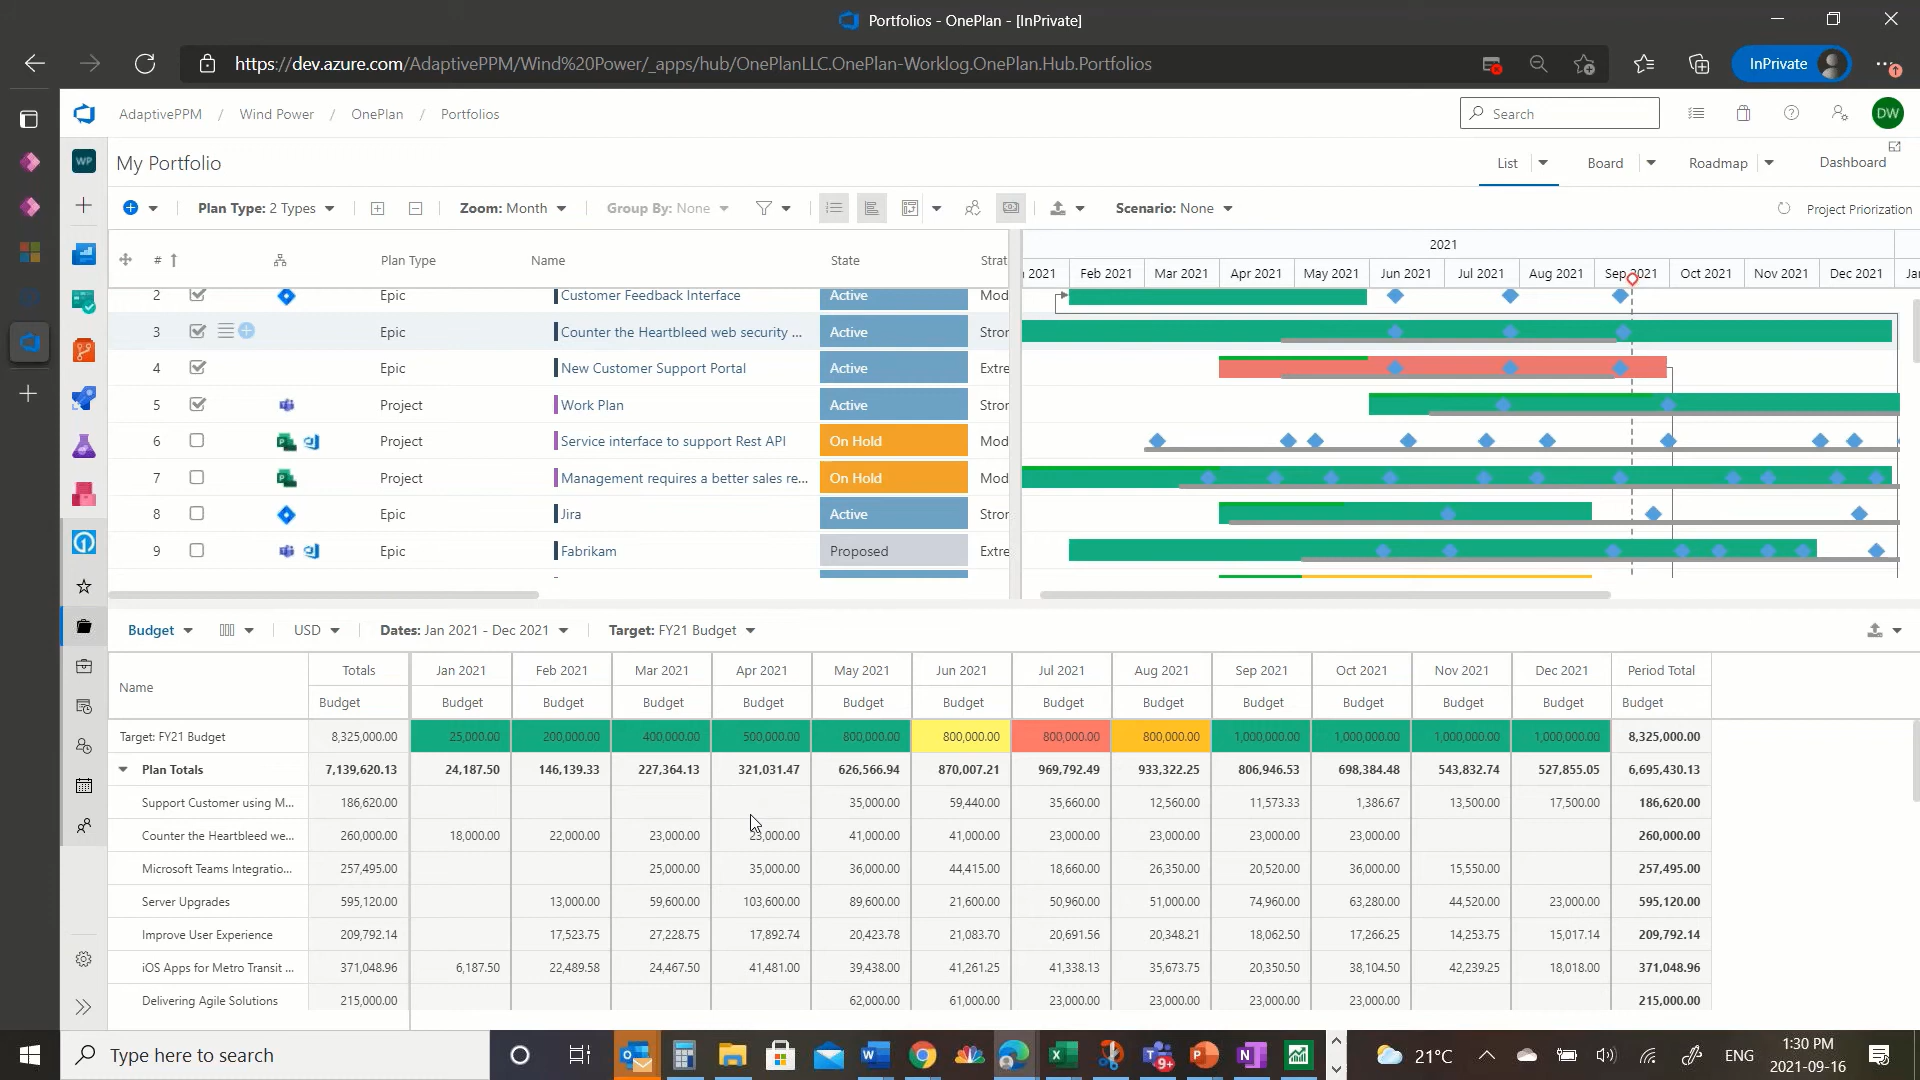 Portfolios - OnePlan - [InPrivate]
https://dev.azure.com/AdaptivePPM/Wind%20Power/_apps/hub/OnePlanLLC.OnePlan-Worklog.OnePlan.Hub.Portfolios
InPrivate
AdaptivePPM / Wind Power / OnePlan / Portfolios
Search
DW
WP
My Portfolio
List
Board
Roadmap
Dashboard
Plan Type: 2 Types
Zoom: Month
Group By: None
Scenario: None
Project Priorization
# Plan Type Name State Strat
2021
2021 Feb 2021 Mar 2021 Apr 2021 May 2021 Jun 2021 Jul 2021 Aug 2021 Sep 2021 Oct 2021 Nov 2021 Dec 2021
2 Epic Customer Feedback Interface Active Mod
3 Epic Counter the Heartbleed web security ... Active Stron
4 Epic New Customer Support Portal Active Extre
5 Project Work Plan Active Stron
6 Project Service interface to support Rest API On Hold Mod
7 Project Management requires a better sales re... On Hold Mod
8 Epic Jira Active Stron
9 Epic Fabrikam Proposed Extre
Budget
USD
Dates: Jan 2021 - Dec 2021
Target: FY21 Budget
Name Totals Jan 2021 Feb 2021 Mar 2021 Apr 2021 May 2021 Jun 2021 Jul 2021 Aug 2021 Sep 2021 Oct 2021 Nov 2021 Dec 2021 Period Total
Budget Budget Budget Budget Budget Budget Budget Budget Budget Budget Budget Budget Budget Budget
Target: FY21 Budget 8,325,000.00 25,000.00 200,000.00 400,000.00 500,000.00 800,000.00 800,000.00 800,000.00 800,000.00 1,000,000.00 1,000,000.00 1,000,000.00 1,000,000.00 8,325,000.00
Plan Totals 7,139,620.13 24,187.50 146,139.33 227,364.13 321,031.47 626,566.94 870,007.21 969,792.49 933,322.25 806,946.53 698,384.48 543,832.74 527,855.05 6,695,430.13
Support Customer using M... 186,620.00 35,000.00 59,440.00 35,660.00 12,560.00 11,573.33 1,386.67 13,500.00 17,500.00 186,620.00
Counter the Heartbleed we... 260,000.00 18,000.00 22,000.00 23,000.00 23,000.00 41,000.00 41,000.00 23,000.00 23,000.00 23,000.00 23,000.00 260,000.00
Microsoft Teams Integratio... 257,495.00 25,000.00 35,000.00 36,000.00 44,415.00 18,660.00 26,350.00 20,520.00 36,000.00 15,550.00 257,495.00
Server Upgrades 595,120.00 13,000.00 59,600.00 103,600.00 89,600.00 21,600.00 50,960.00 51,000.00 74,960.00 63,280.00 44,520.00 23,000.00 595,120.00
Improve User Experience 209,792.14 17,523.75 27,228.75 17,892.74 20,423.78 21,083.70 20,691.56 20,348.21 18,062.50 17,266.25 14,253.75 15,017.14 209,792.14
iOS Apps for Metro Transit ... 371,048.96 6,187.50 22,489.58 24,467.50 41,481.00 39,438.00 41,261.25 41,338.13 35,673.75 20,350.50 38,104.50 42,239.25 18,018.00 371,048.96
Delivering Agile Solutions 215,000.00 62,000.00 61,000.00 23,000.00 23,000.00 23,000.00 23,000.00 215,000.00
Type here to search
9+
21°C
ENG
1:30 PM
2021-09-16